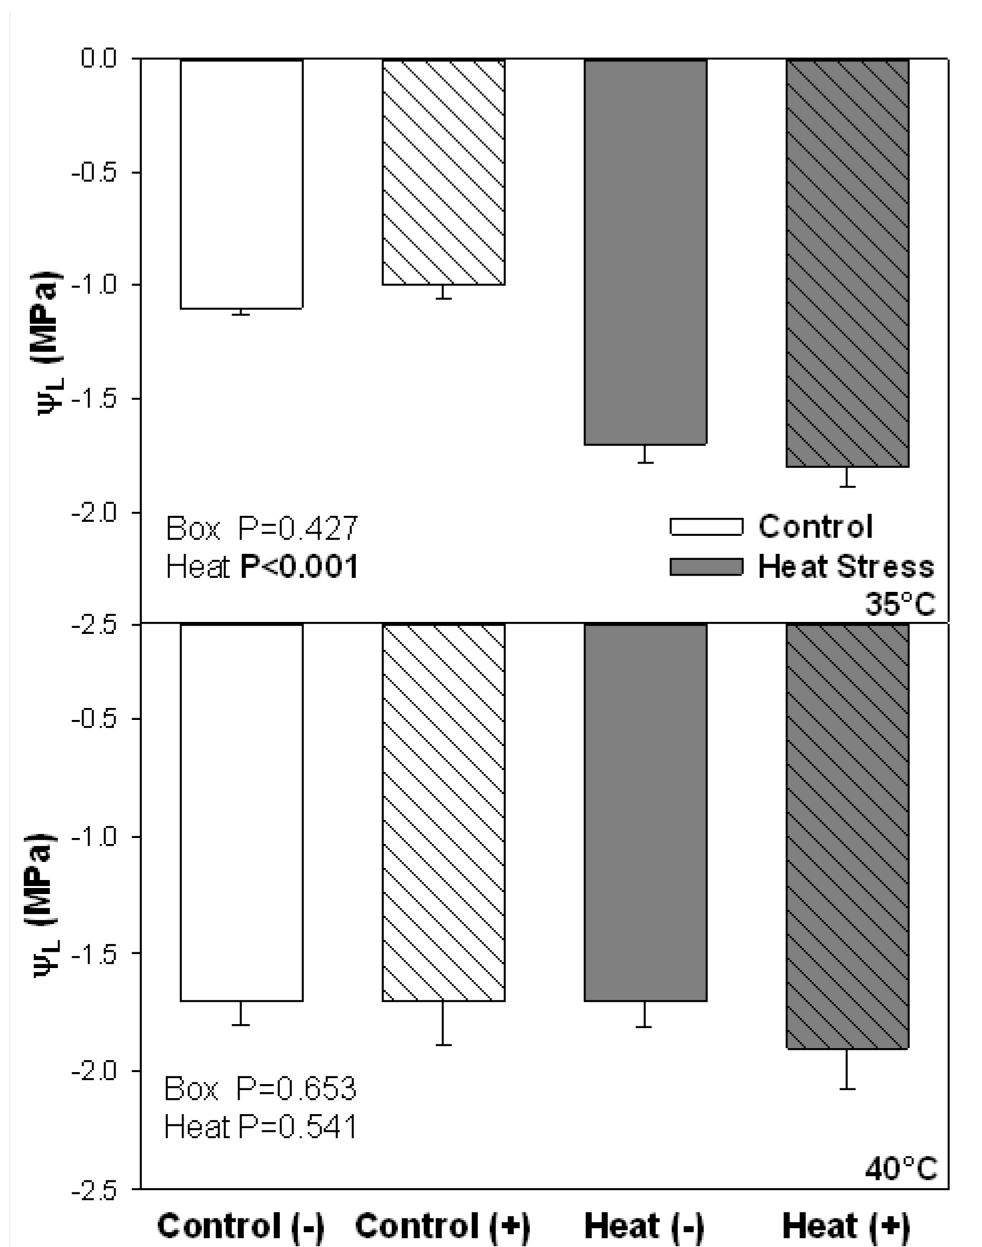 0.0
-0.5
-1.0
-1.5
-2.0
-2.5
ΨL (MPa)
Box P=0.427
Heat P<0.001
Control
Heat Stress
35°C
-0.5
-1.0
-1.5
-2.0
-2.5
ΨL (MPa)
Box P=0.653
Heat P=0.541
40°C
Control (-) Control (+) Heat (-) Heat (+)